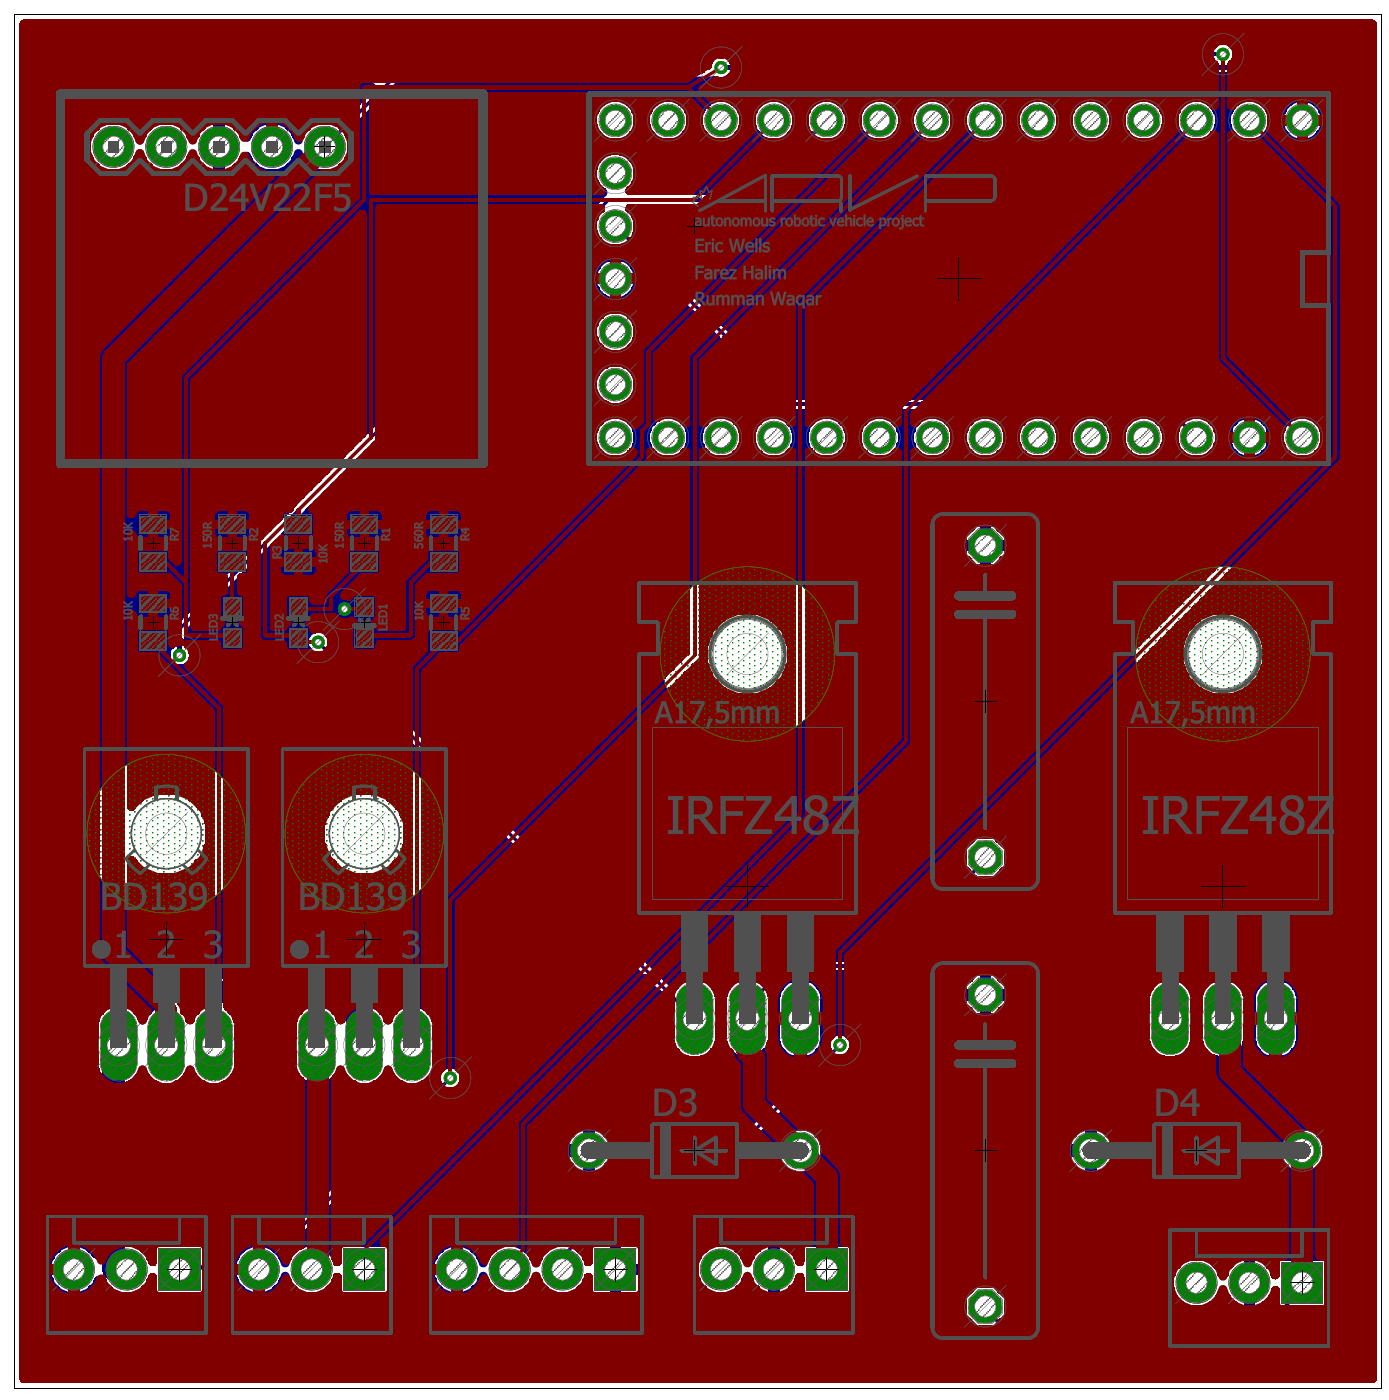 D24V22F5
autonomous robotic vehicle project
Eric Wells
Farez Halim
Rumman Waqar
10K
R7
150R
R2
R3
10K
150R
R1
560R
R4
10K
R6
LED3
LED2
LED1
10K
R5
A17,5mm
A17,5mm
IRFZ48Z
IRFZ48Z
BD139
BD139
1 2 3
1 2 3
D3
D4